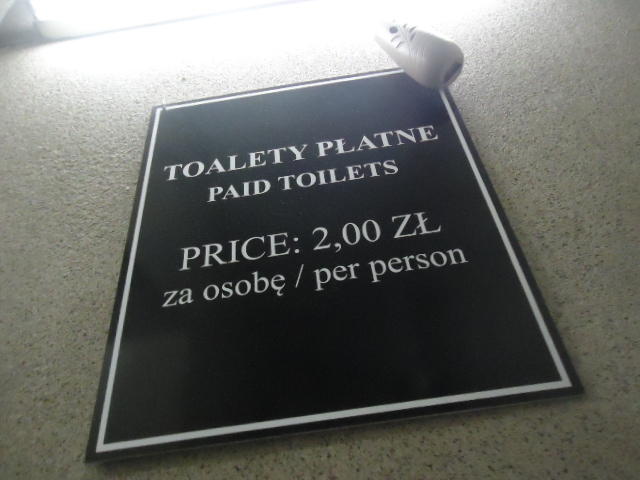 TOALETY PŁATNE
PAID TOILETS
PRICE: 2,00 ZŁ
za osobę / per person